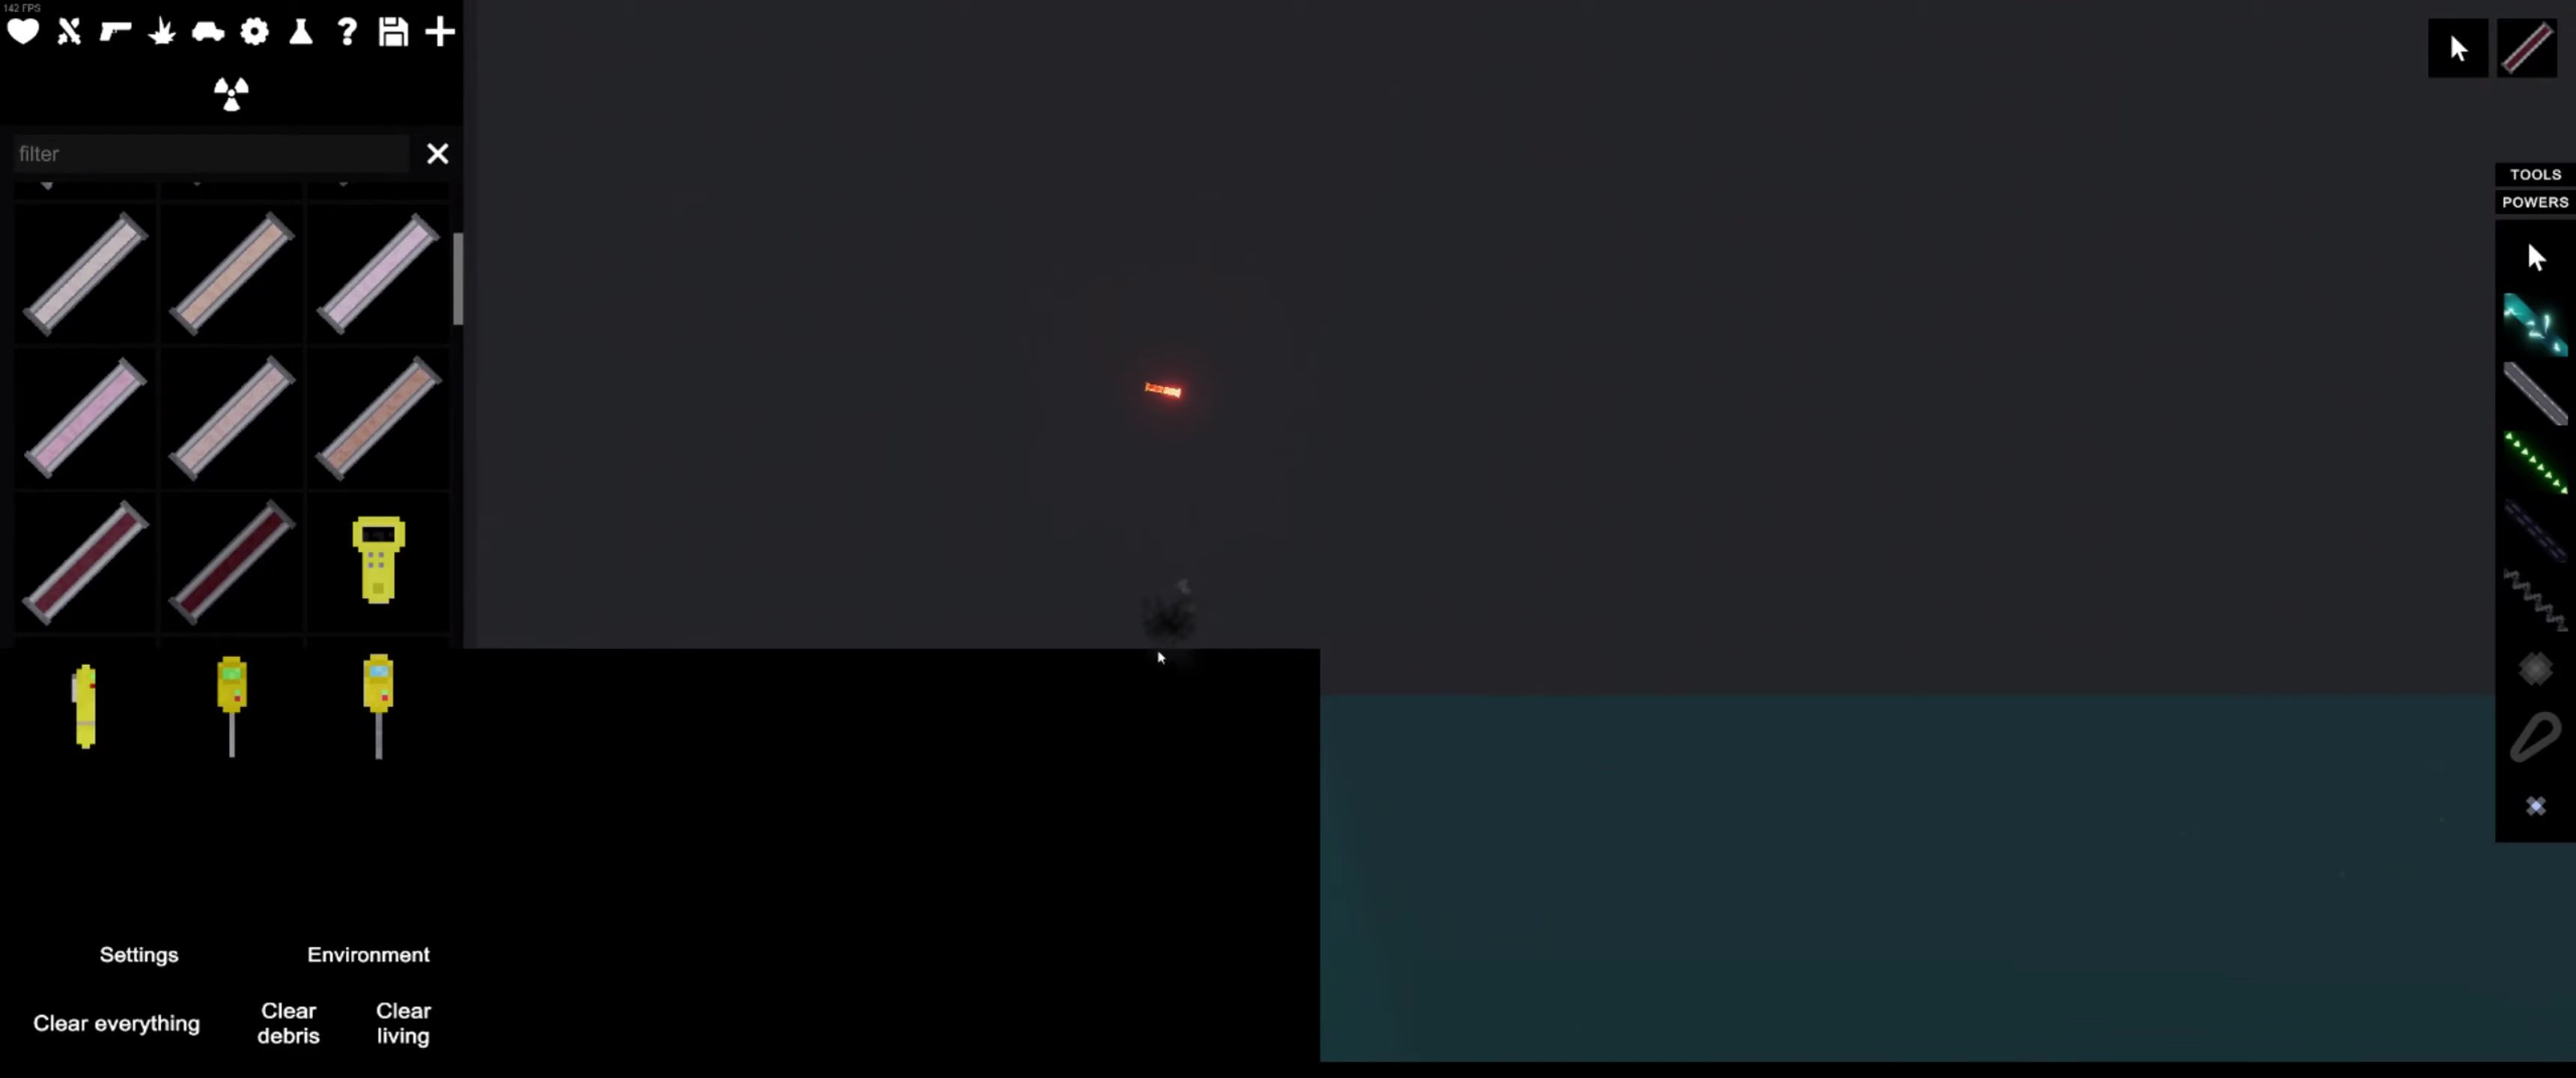 142 FPS
filter
TOOLS
POWERS
Settings
Environment
Clear everything
Clear
debris
Clear
living